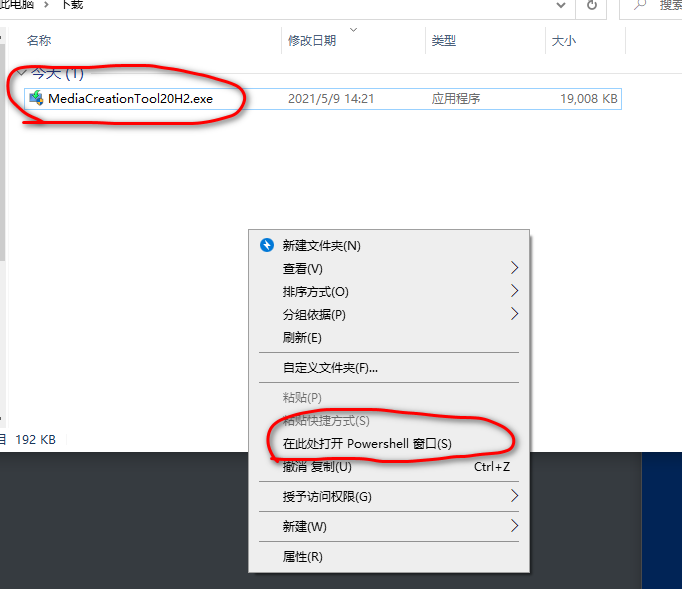 此电脑 > 下载
搜索
名称 修改日期 类型 大小
今天 (1)
MediaCreationTool20H2.exe 2021/5/9 14:21 应用程序 19,008 KB
新建文件夹(N)
查看(V)
排序方式(O)
分组依据(P)
刷新(E)
自定义文件夹(F)...
粘贴(P)
粘贴快捷方式(S)
在此处打开 Powershell 窗口(S)
撤消 复制(U) Ctrl+Z
授予访问权限(G)
新建(W)
属性(R)
目 192 KB